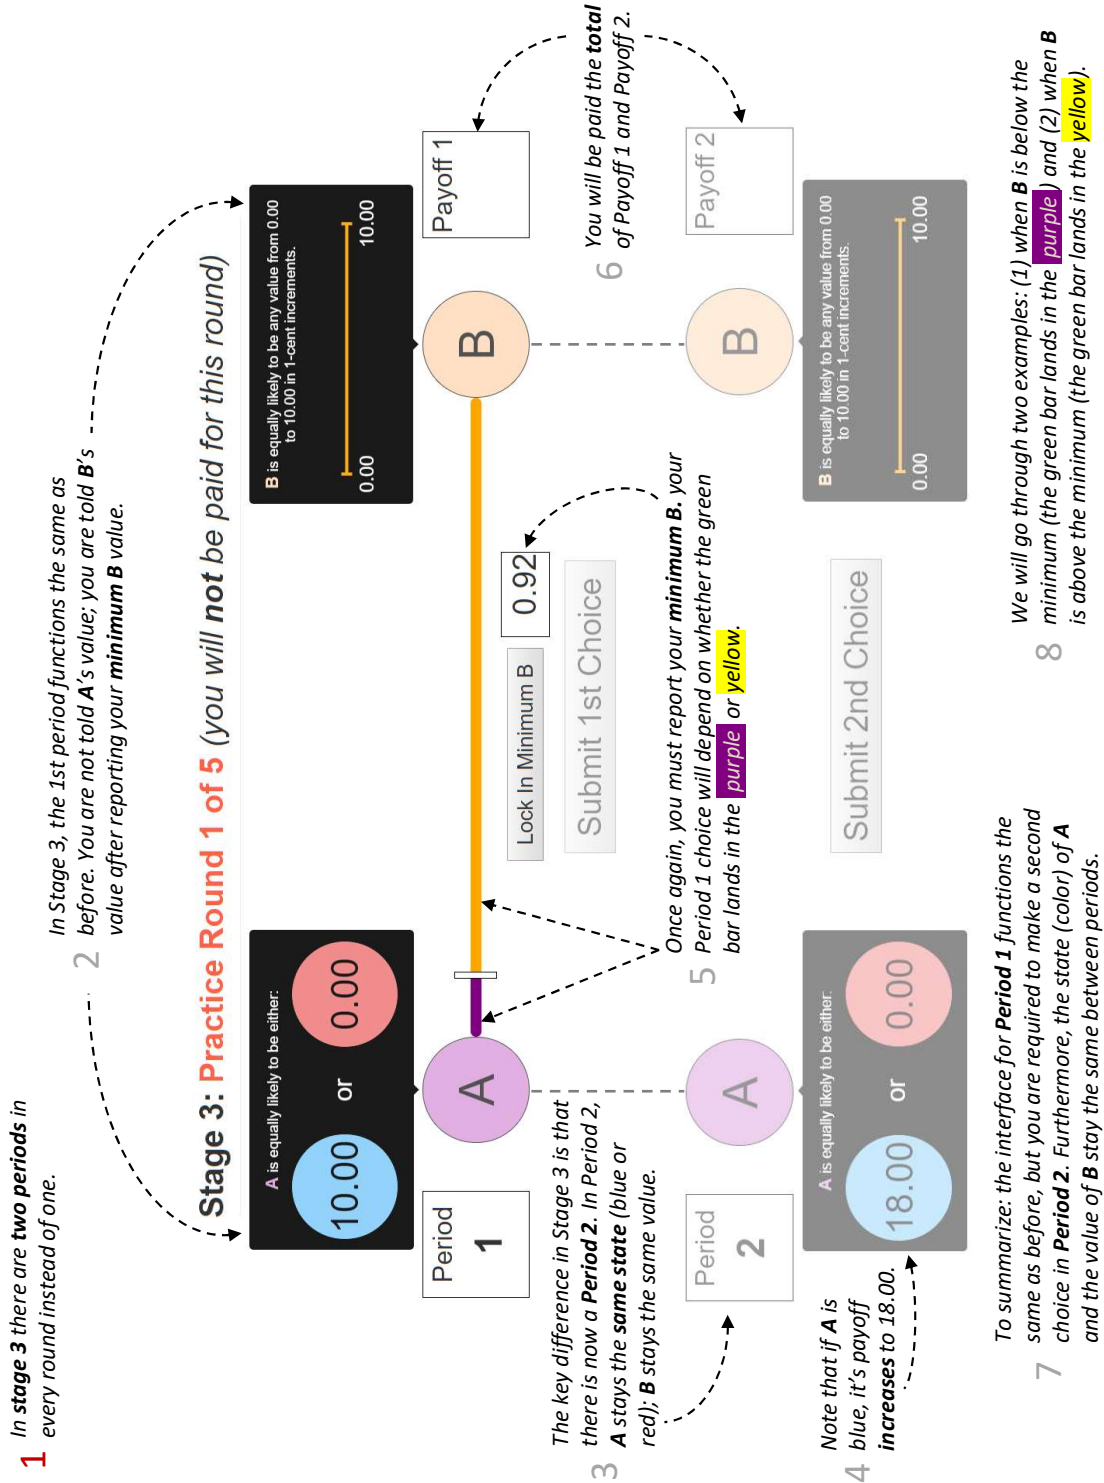 1
In stage 3 there are two periods in
every round instead of one.
2
In Stage 3, the 1st period functions the same as
before. You are not told A's value; you are told B's
value after reporting your minimum B value.
Stage 3: Practice Round 1 of 5 (you will not be paid for this round)
A is equally likely to be either:
10.00
or
0.00
B is equally likely to be any value from 0.00
to 10.00 in 1-cent increments.
0.00
10.00
Period
1
A
B
Payoff 1
Lock In Minimum B
0.92
Submit 1st Choice
3
The key difference in Stage 3 is that
there is now a Period 2. In Period 2,
A stays the same state (blue or
red); B stays the same value.
5
Once again, you must report your minimum B. your
Period 1 choice will depend on whether the green
bar lands in the purple or yellow.
6
You will be paid the total
of Payoff 1 and Payoff 2.
Period
2
A
B
Payoff 2
Submit 2nd Choice
4
Note that if A is
blue, it's payoff
increases to 18.00.
A is equally likely to be either:
18.00
or
0.00
B is equally likely to be any value from 0.00
to 10.00 in 1-cent increments.
0.00
10.00
7
To summarize: the interface for Period 1 functions the
same as before, but you are required to make a second
choice in Period 2. Furthermore, the state (color) of A
and the value of B stay the same between periods.
8
We will go through two examples: (1) when B is below the
minimum (the green bar lands in the purple) and (2) when B
is above the minimum (the green bar lands in the yellow).